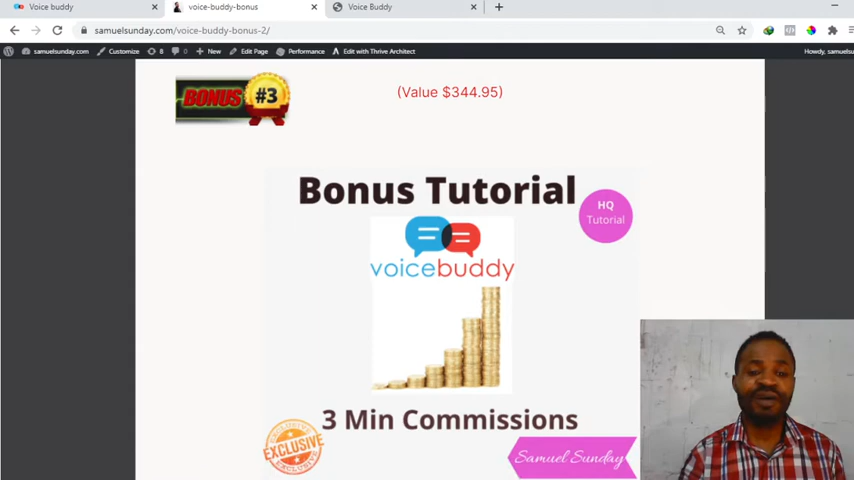 Voice buddy
voice-buddy-bonus
Voice Buddy
samuelsunday.com/voice-buddy-bonus-2/
samuelsunday.com
Customize
8
0
New
Edit Page
Performance
Edit with Thrive Architect
Howdy, samuelsu
BONUS #3
(Value $344.95)
Bonus Tutorial
HQ
Tutorial
voicebuddy
3 Min Commissions
EXCLUSIVE
EXCLUSIVE
EXCLUSIVE
Samuel Sunday